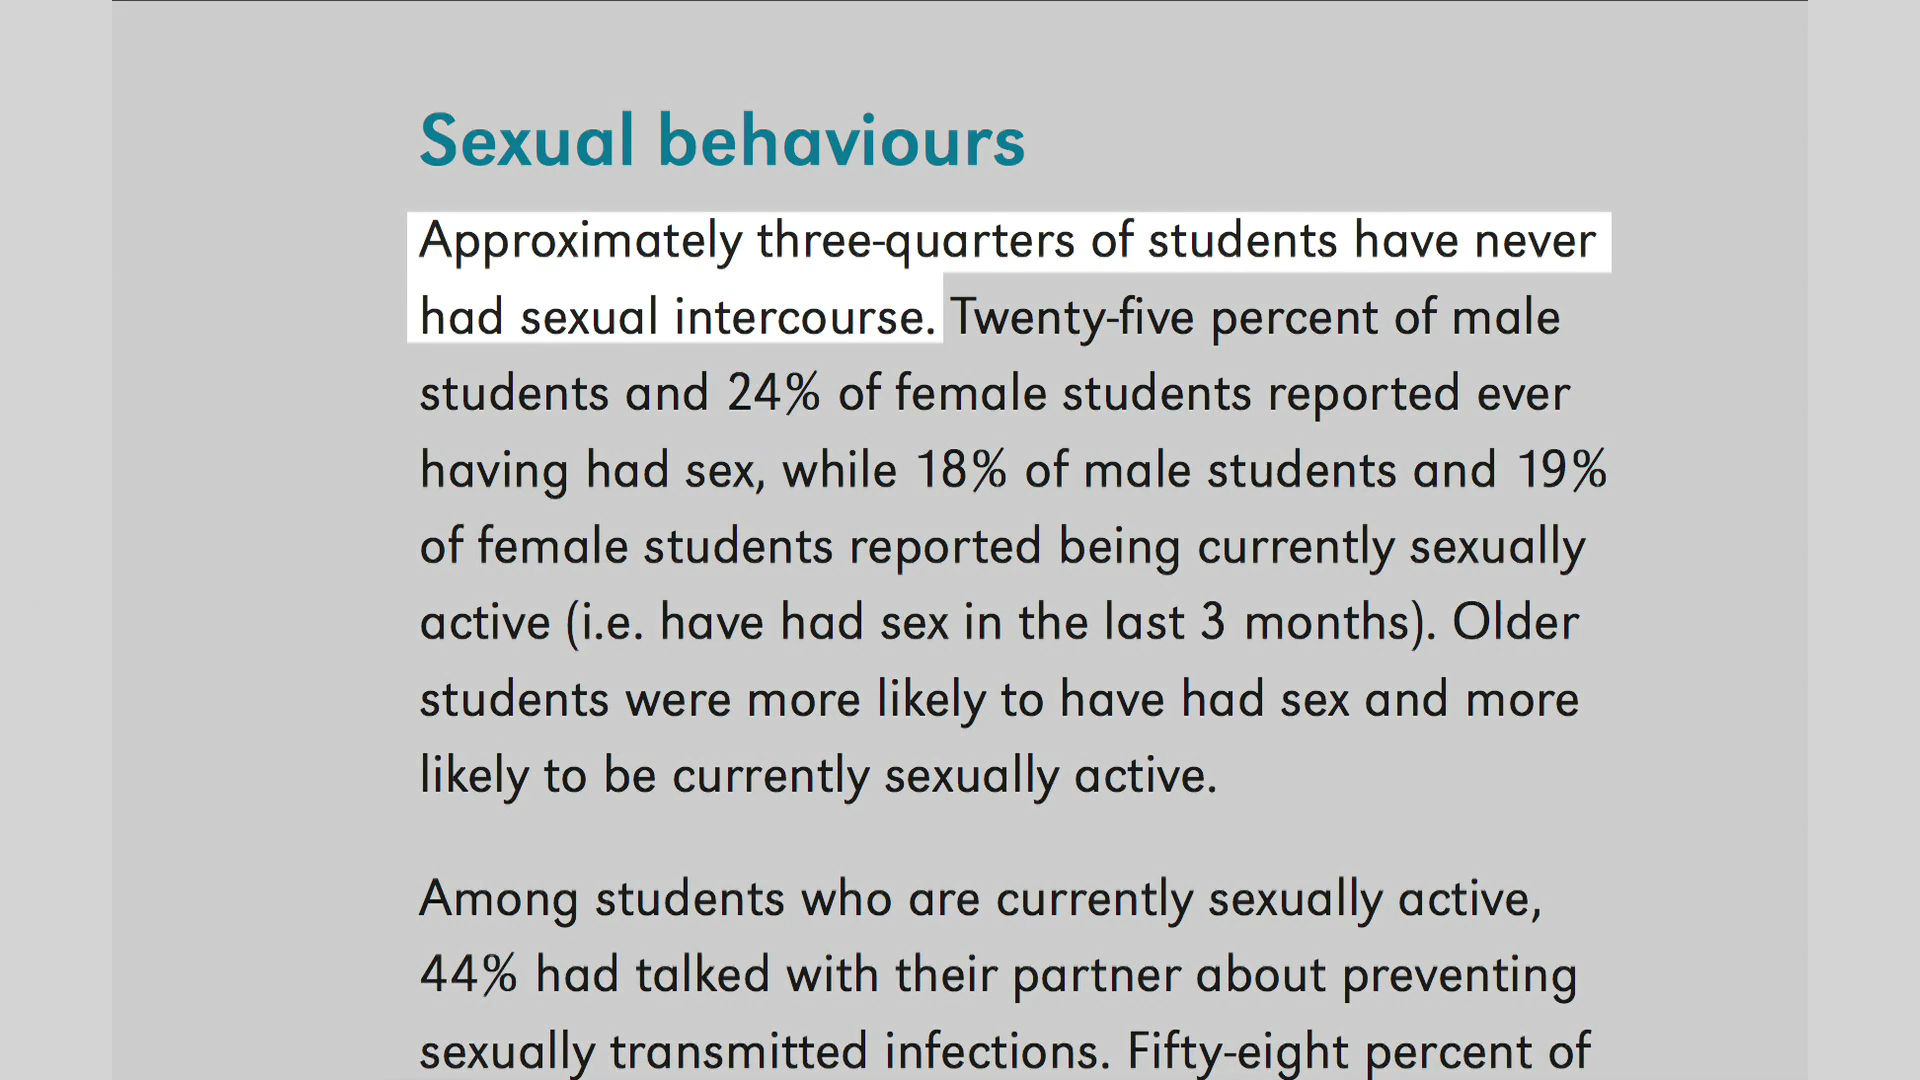 Sexual behaviours
Approximately three-quarters of students have never
had sexual intercourse. Twenty-five percent of male
students and 24% of female students reported ever
having had sex, while 18% of male students and 19%
of female students reported being currently sexually
active (i.e. have had sex in the last 3 months). Older
students were more likely to have had sex and more
likely to be currently sexually active.
Among students who are currently sexually active,
44% had talked with their partner about preventing
sexually transmitted infections. Fifty-eight percent of